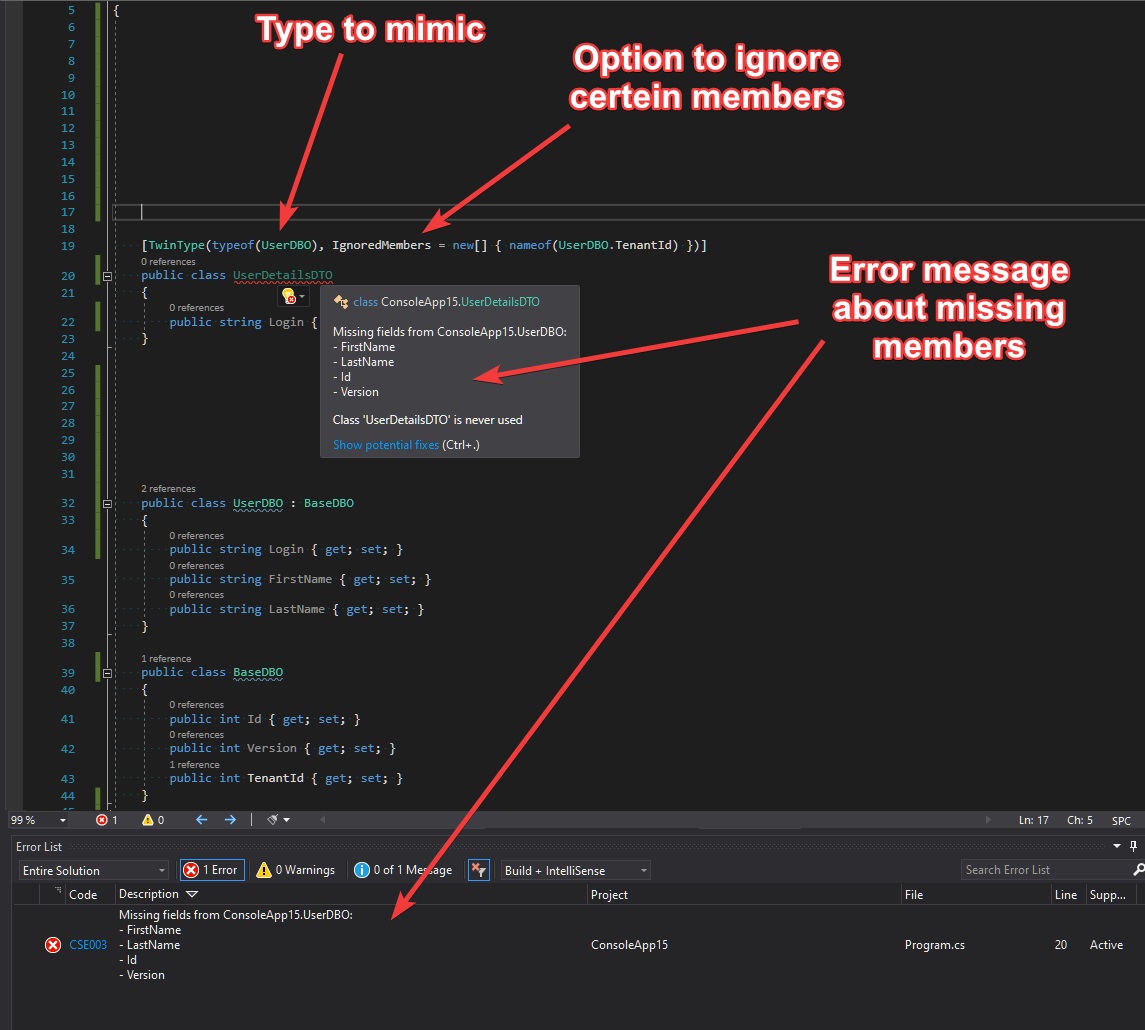 Type to mimic
Option to ignore
certein members
5 {
6
7
8
9
10
11
12
13
14
15
16
17
18
19 [TwinType(typeof(UserDBO), IgnoredMembers = new[] { nameof(UserDBO.TenantId) })]
0 references
20 public class UserDetailsDTO
21 {
0 references
22 public string Login {
23 }
24
25
26
27
28
29
30
31
class ConsoleApp15.UserDetailsDTO
Missing fields from ConsoleApp15.UserDBO:
- FirstName
- LastName
- Id
- Version
Class 'UserDetailsDTO' is never used
Show potential fixes (Ctrl+.)
Error message
about missing
members
2 references
32 public class UserDBO : BaseDBO
33 {
0 references
34 public string Login { get; set; }
0 references
35 public string FirstName { get; set; }
0 references
36 public string LastName { get; set; }
37 }
38
1 reference
39 public class BaseDBO
40 {
0 references
41 public int Id { get; set; }
0 references
42 public int Version { get; set; }
1 reference
43 public int TenantId { get; set; }
44 }
99 % 1 0 Ln: 17 Ch: 5 SPC
Error List
Entire Solution 1 Error 0 Warnings 0 of 1 Message Build + IntelliSense Search Error List
Code Description Project File Line Supp...
Missing fields from ConsoleApp15.UserDBO:
- FirstName
CSE003 - LastName ConsoleApp15 Program.cs 20 Active
- Id
- Version